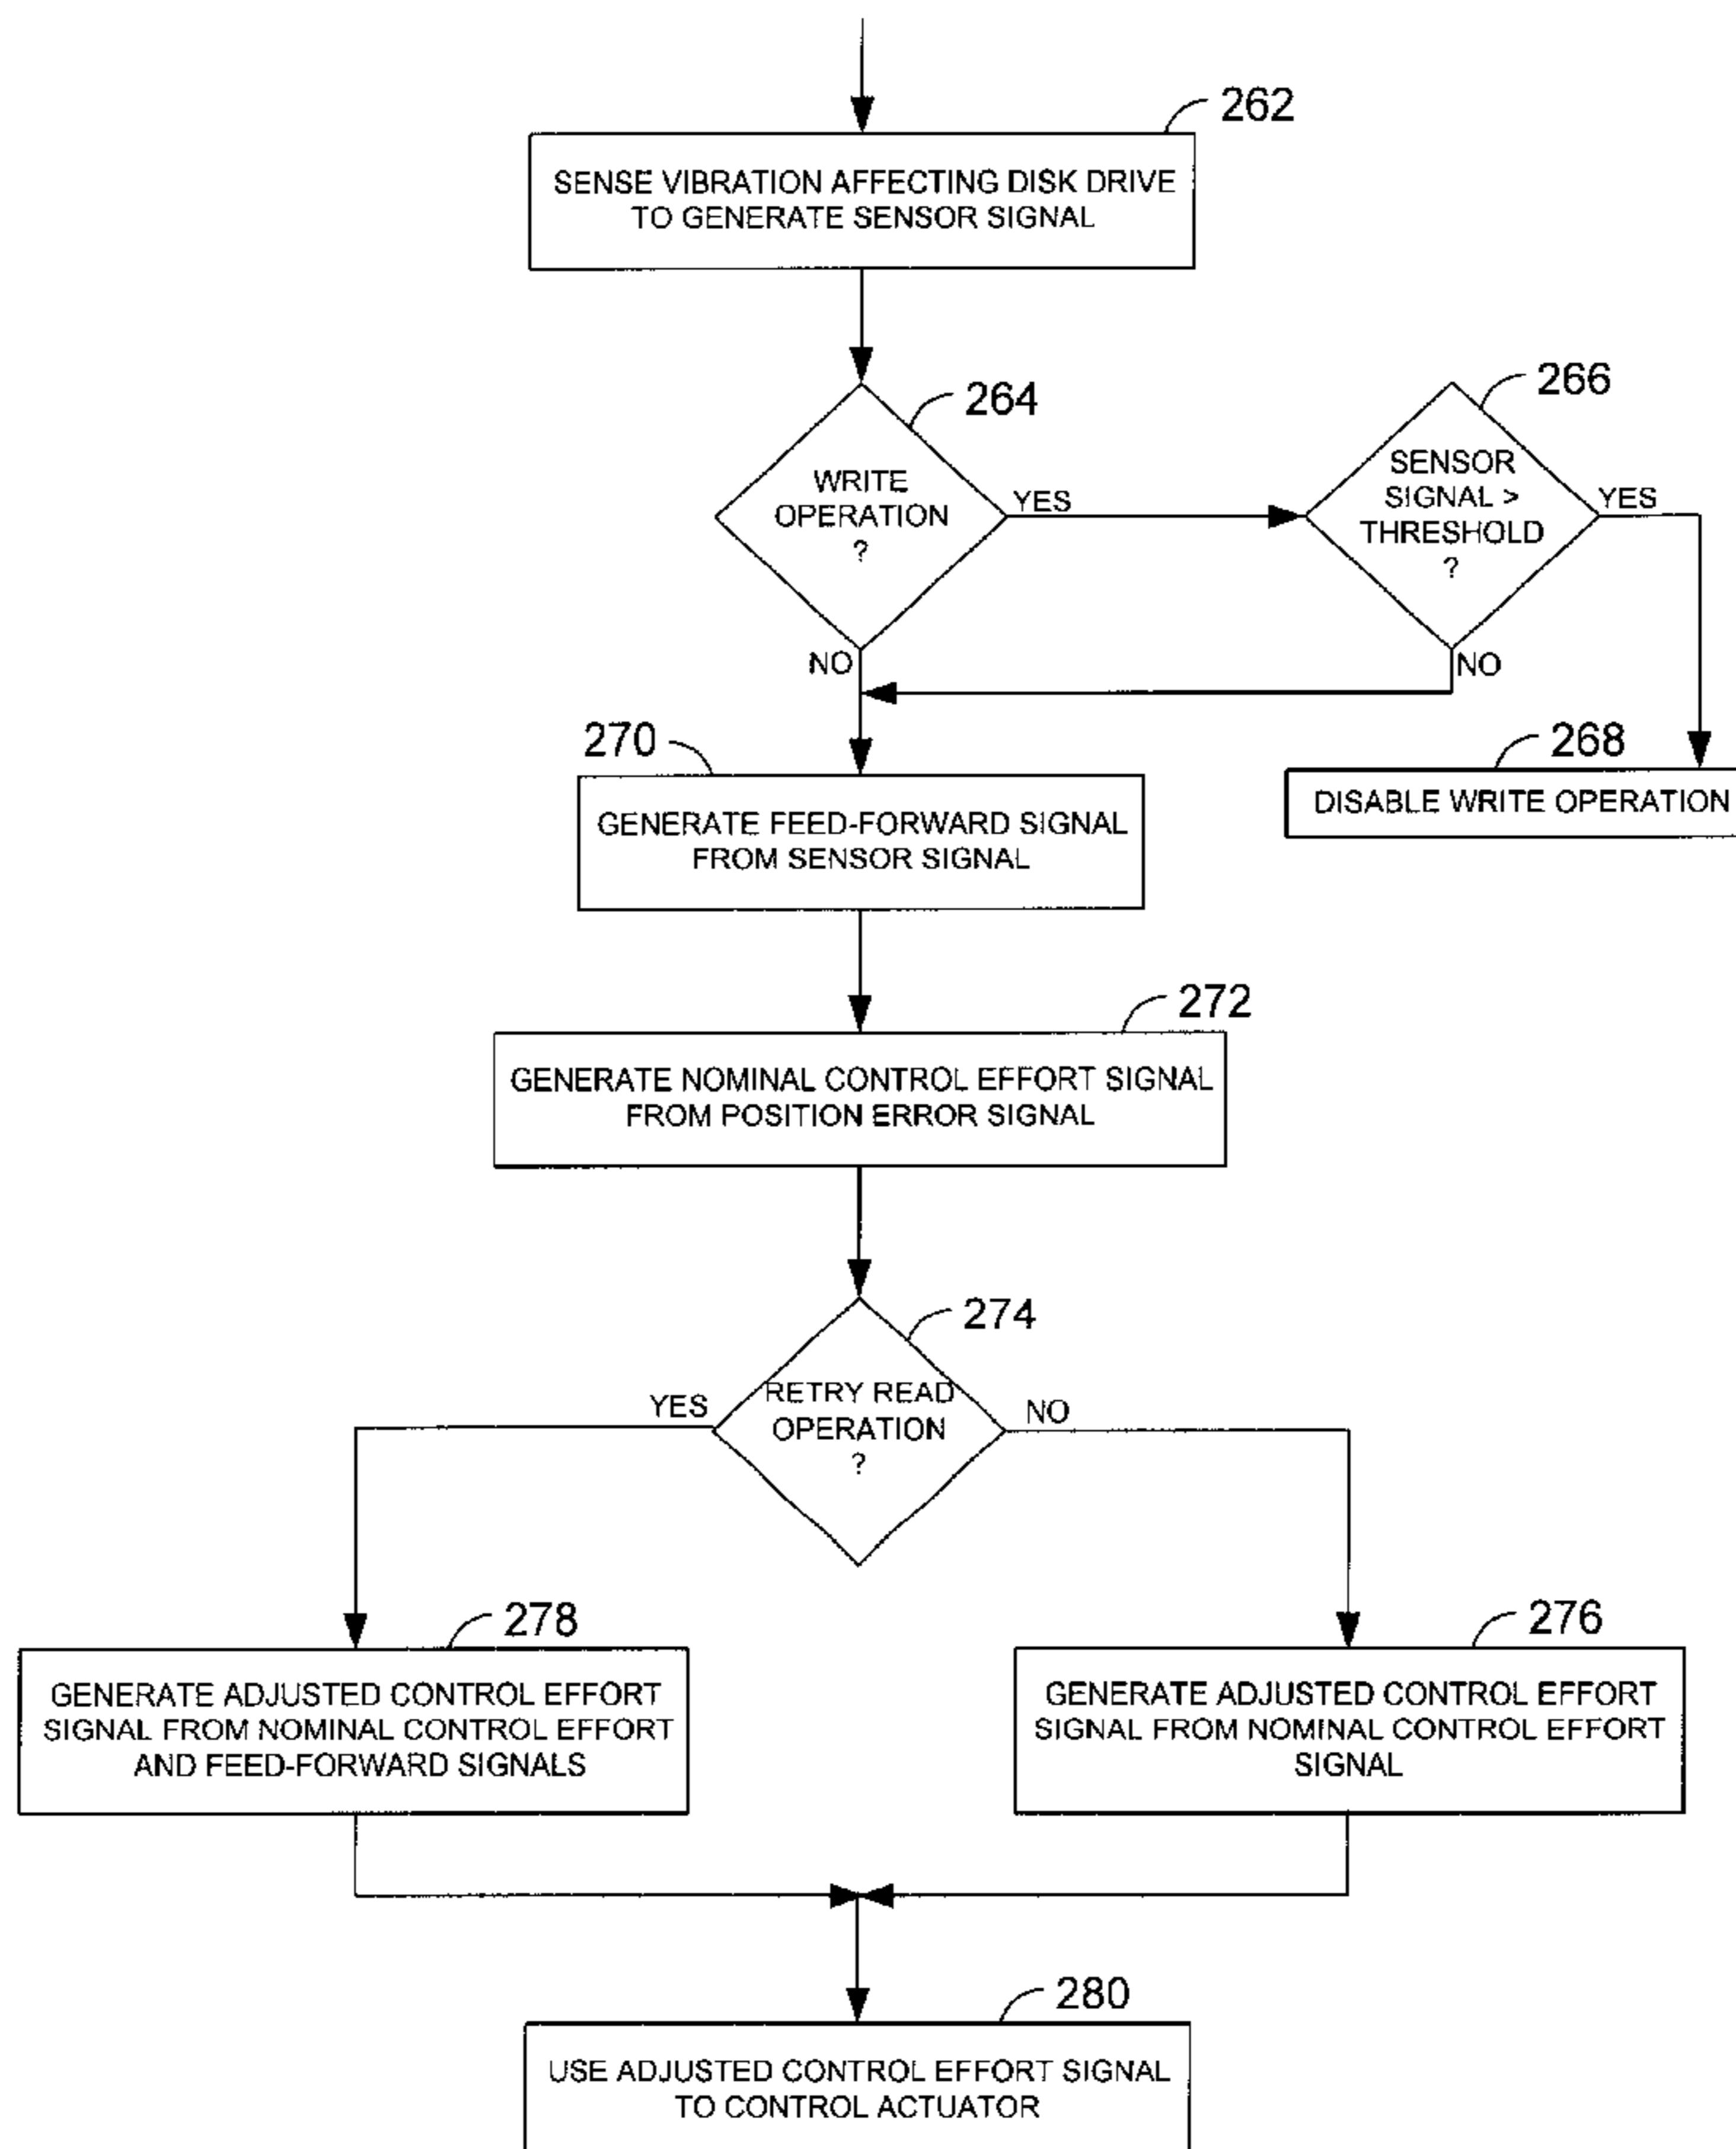 262
SENSE VIBRATION AFFECTING DISK DRIVE
TO GENERATE SENSOR SIGNAL
264
WRITE
OPERATION
?
YES
NO
266
SENSOR
SIGNAL >
THRESHOLD
?
YES
NO
268
DISABLE WRITE OPERATION
270
GENERATE FEED-FORWARD SIGNAL
FROM SENSOR SIGNAL
272
GENERATE NOMINAL CONTROL EFFORT SIGNAL
FROM POSITION ERROR SIGNAL
274
RETRY READ
OPERATION
?
YES
NO
278
GENERATE ADJUSTED CONTROL EFFORT
SIGNAL FROM NOMINAL CONTROL EFFORT
AND FEED-FORWARD SIGNALS
276
GENERATE ADJUSTED CONTROL EFFORT
SIGNAL FROM NOMINAL CONTROL EFFORT
SIGNAL
280
USE ADJUSTED CONTROL EFFORT SIGNAL
TO CONTROL ACTUATOR